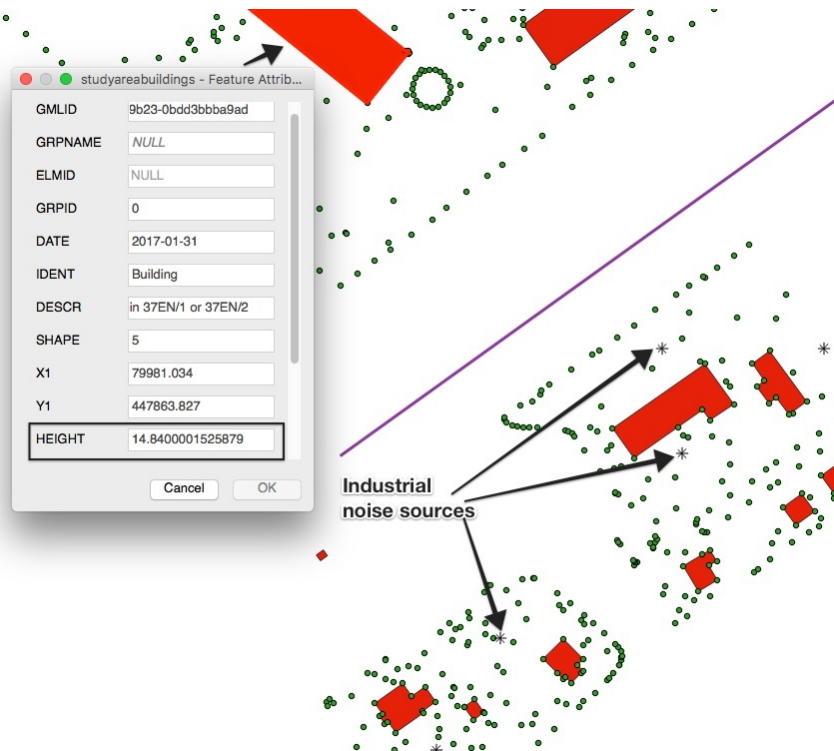 studyareabuildings - Feature Attrib...
GMLID 9b23-0bdd3bbba9ad
GRPNAME NULL
ELMID NULL
GRPID 0
DATE 2017-01-31
IDENT Building
DESCR in 37EN/1 or 37EN/2
SHAPE 5
X1 79981.034
Y1 447863.827
HEIGHT 14.8400001525879
Cancel OK
Industrial
noise sources